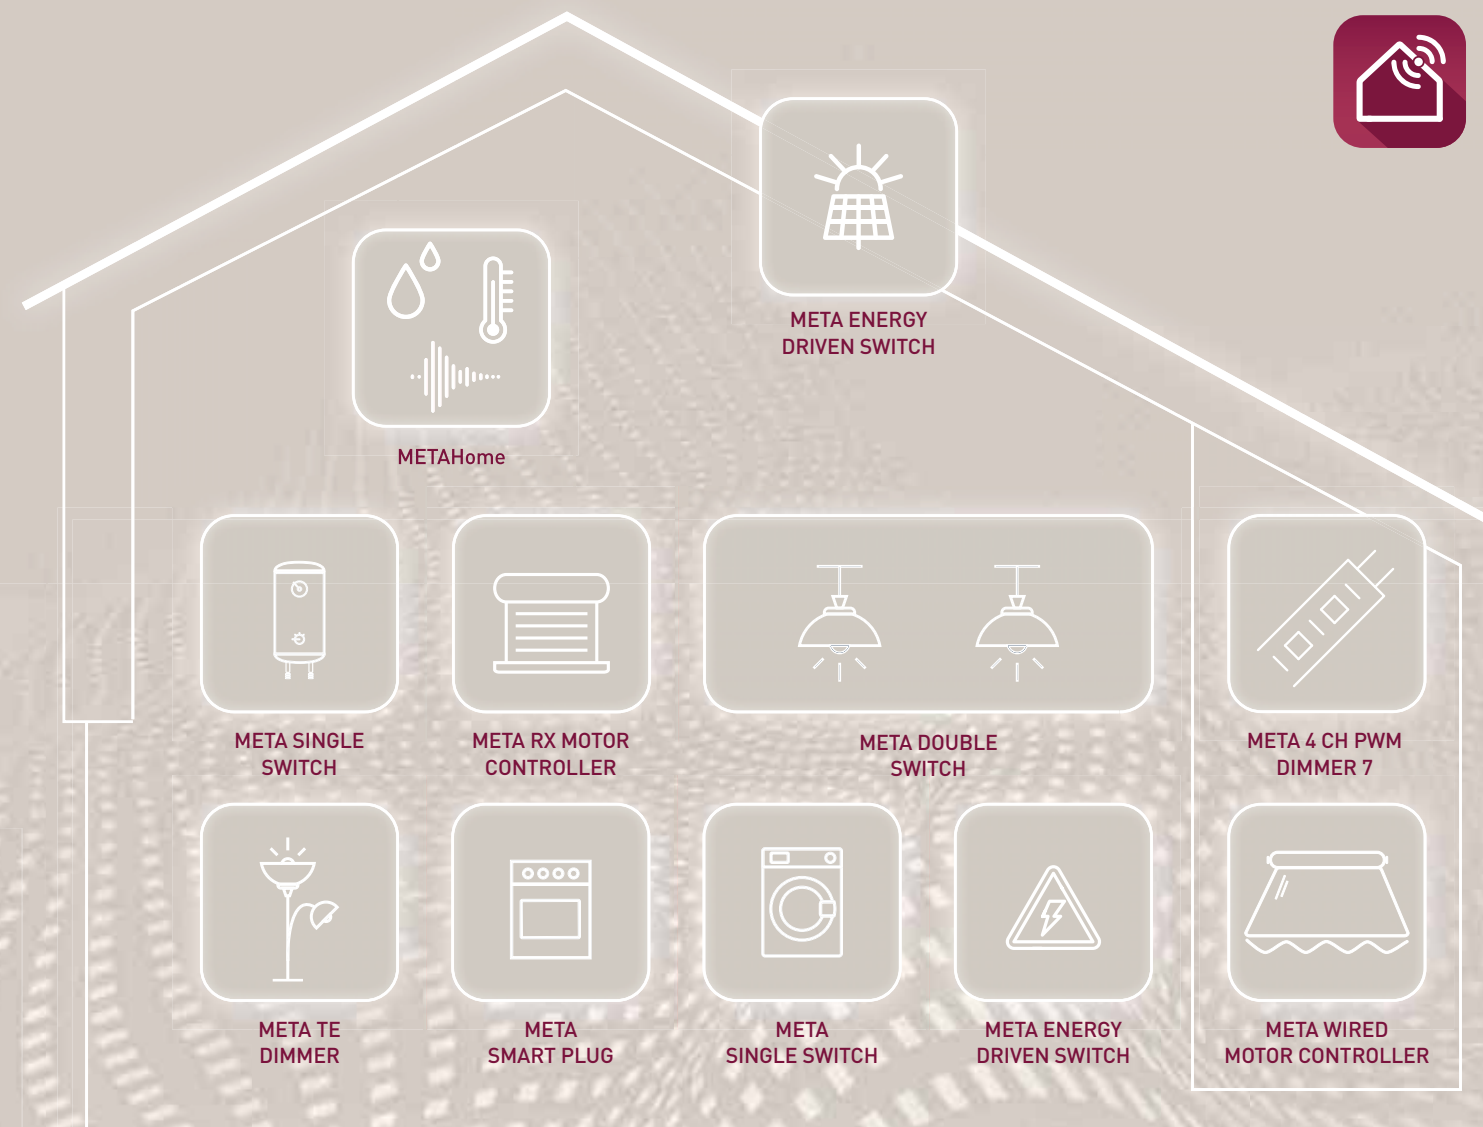 META ENERGY
DRIVEN SWITCH
METAHome
META SINGLE
SWITCH
META RX MOTOR
CONTROLLER
META DOUBLE
SWITCH
META 4 CH PWM
DIMMER 7
META TE
DIMMER
META
SMART PLUG
META
SINGLE SWITCH
META ENERGY
DRIVEN SWITCH
META WIRED
MOTOR CONTROLLER